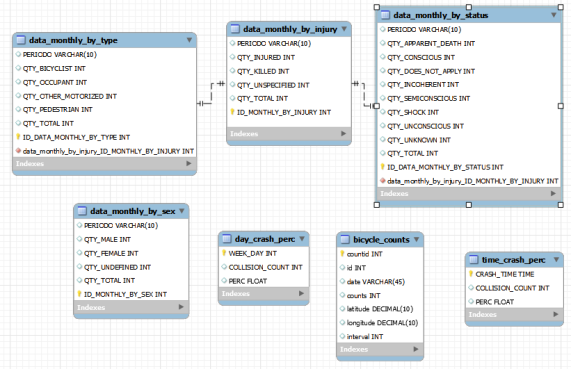 data_monthly_by_type
PERIODO VARCHAR(10)
QTY_BICYCLIST INT
QTY_OCCUPANT INT
QTY_OTHER_MOTORIZED INT
QTY_PEDESTRIAN INT
QTY_TOTAL INT
ID_DATA_MONTHLY_BY_TYPE INT
data_monthly_by_injury_ID_MONTHLY_BY_INJURY INT
Indexes
data_monthly_by_injury
PERIODO VARCHAR(10)
QTY_INJURED INT
QTY_KILLED INT
QTY_UNSPECIFIED INT
QTY_TOTAL INT
ID_MONTHLY_BY_INJURY INT
Indexes
data_monthly_by_status
PERIODO VARCHAR(10)
QTY_APPARENT_DEATH INT
QTY_CONSCIOUS INT
QTY_DOES_NOT_APPLY INT
QTY_INCOHERENT INT
QTY_SEMICONSCIOUS INT
QTY_SHOCK INT
QTY_UNCONSCIOUS INT
QTY_UNKNOWN INT
QTY_TOTAL INT
ID_DATA_MONTHLY_BY_STATUS INT
data_monthly_by_injury_ID_MONTHLY_BY_INJURY INT
Indexes
data_monthly_by_sex
PERIODO VARCHAR(10)
QTY_MALE INT
QTY_FEMALE INT
QTY_UNDEFINED INT
QTY_TOTAL INT
ID_MONTHLY_BY_SEX INT
Indexes
day_crash_perc
WEEK_DAY INT
COLLISION_COUNT INT
PERC FLOAT
Indexes
bicycle_counts
countid INT
id INT
date VARCHAR(45)
counts INT
latitude DECIMAL(10)
longitude DECIMAL(10)
interval INT
Indexes
time_crash_perc
CRASH_TIME TIME
COLLISION_COUNT INT
PERC FLOAT
Indexes